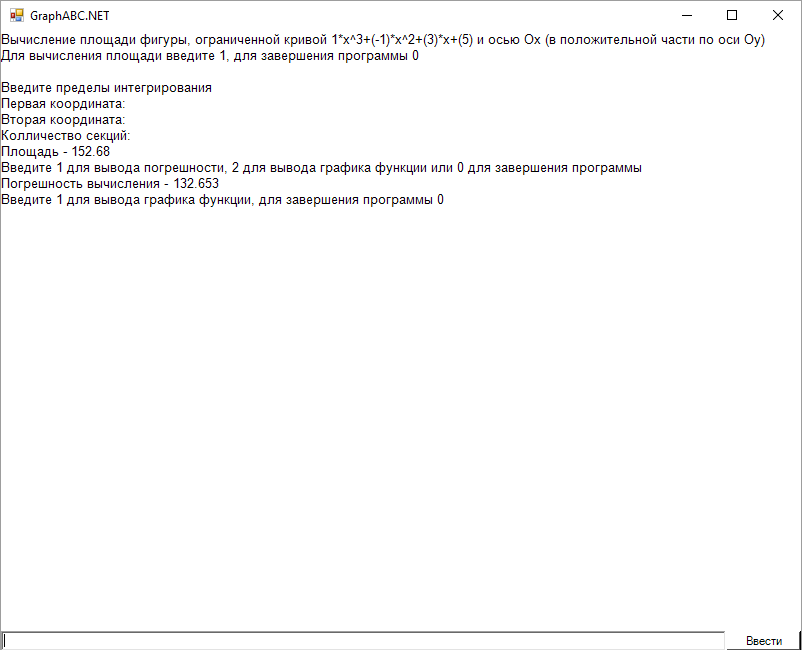 GraphABC.NET
Вычисление площади фигуры, ограниченной кривой 1*x^3+(-1)*x^2+(3)*x+(5) и осью Ох (в положительной части по оси Оу)
Для вычисления площади введите 1, для завершения программы 0
Введите пределы интегрирования
Первая координата:
Вторая координата:
Колличество секций:
Площадь - 152.68
Введите 1 для вывода погрешности, 2 для вывода графика функции или 0 для завершения программы
Погрешность вычисления - 132.653
Введите 1 для вывода графика функции, для завершения программы 0
Ввести